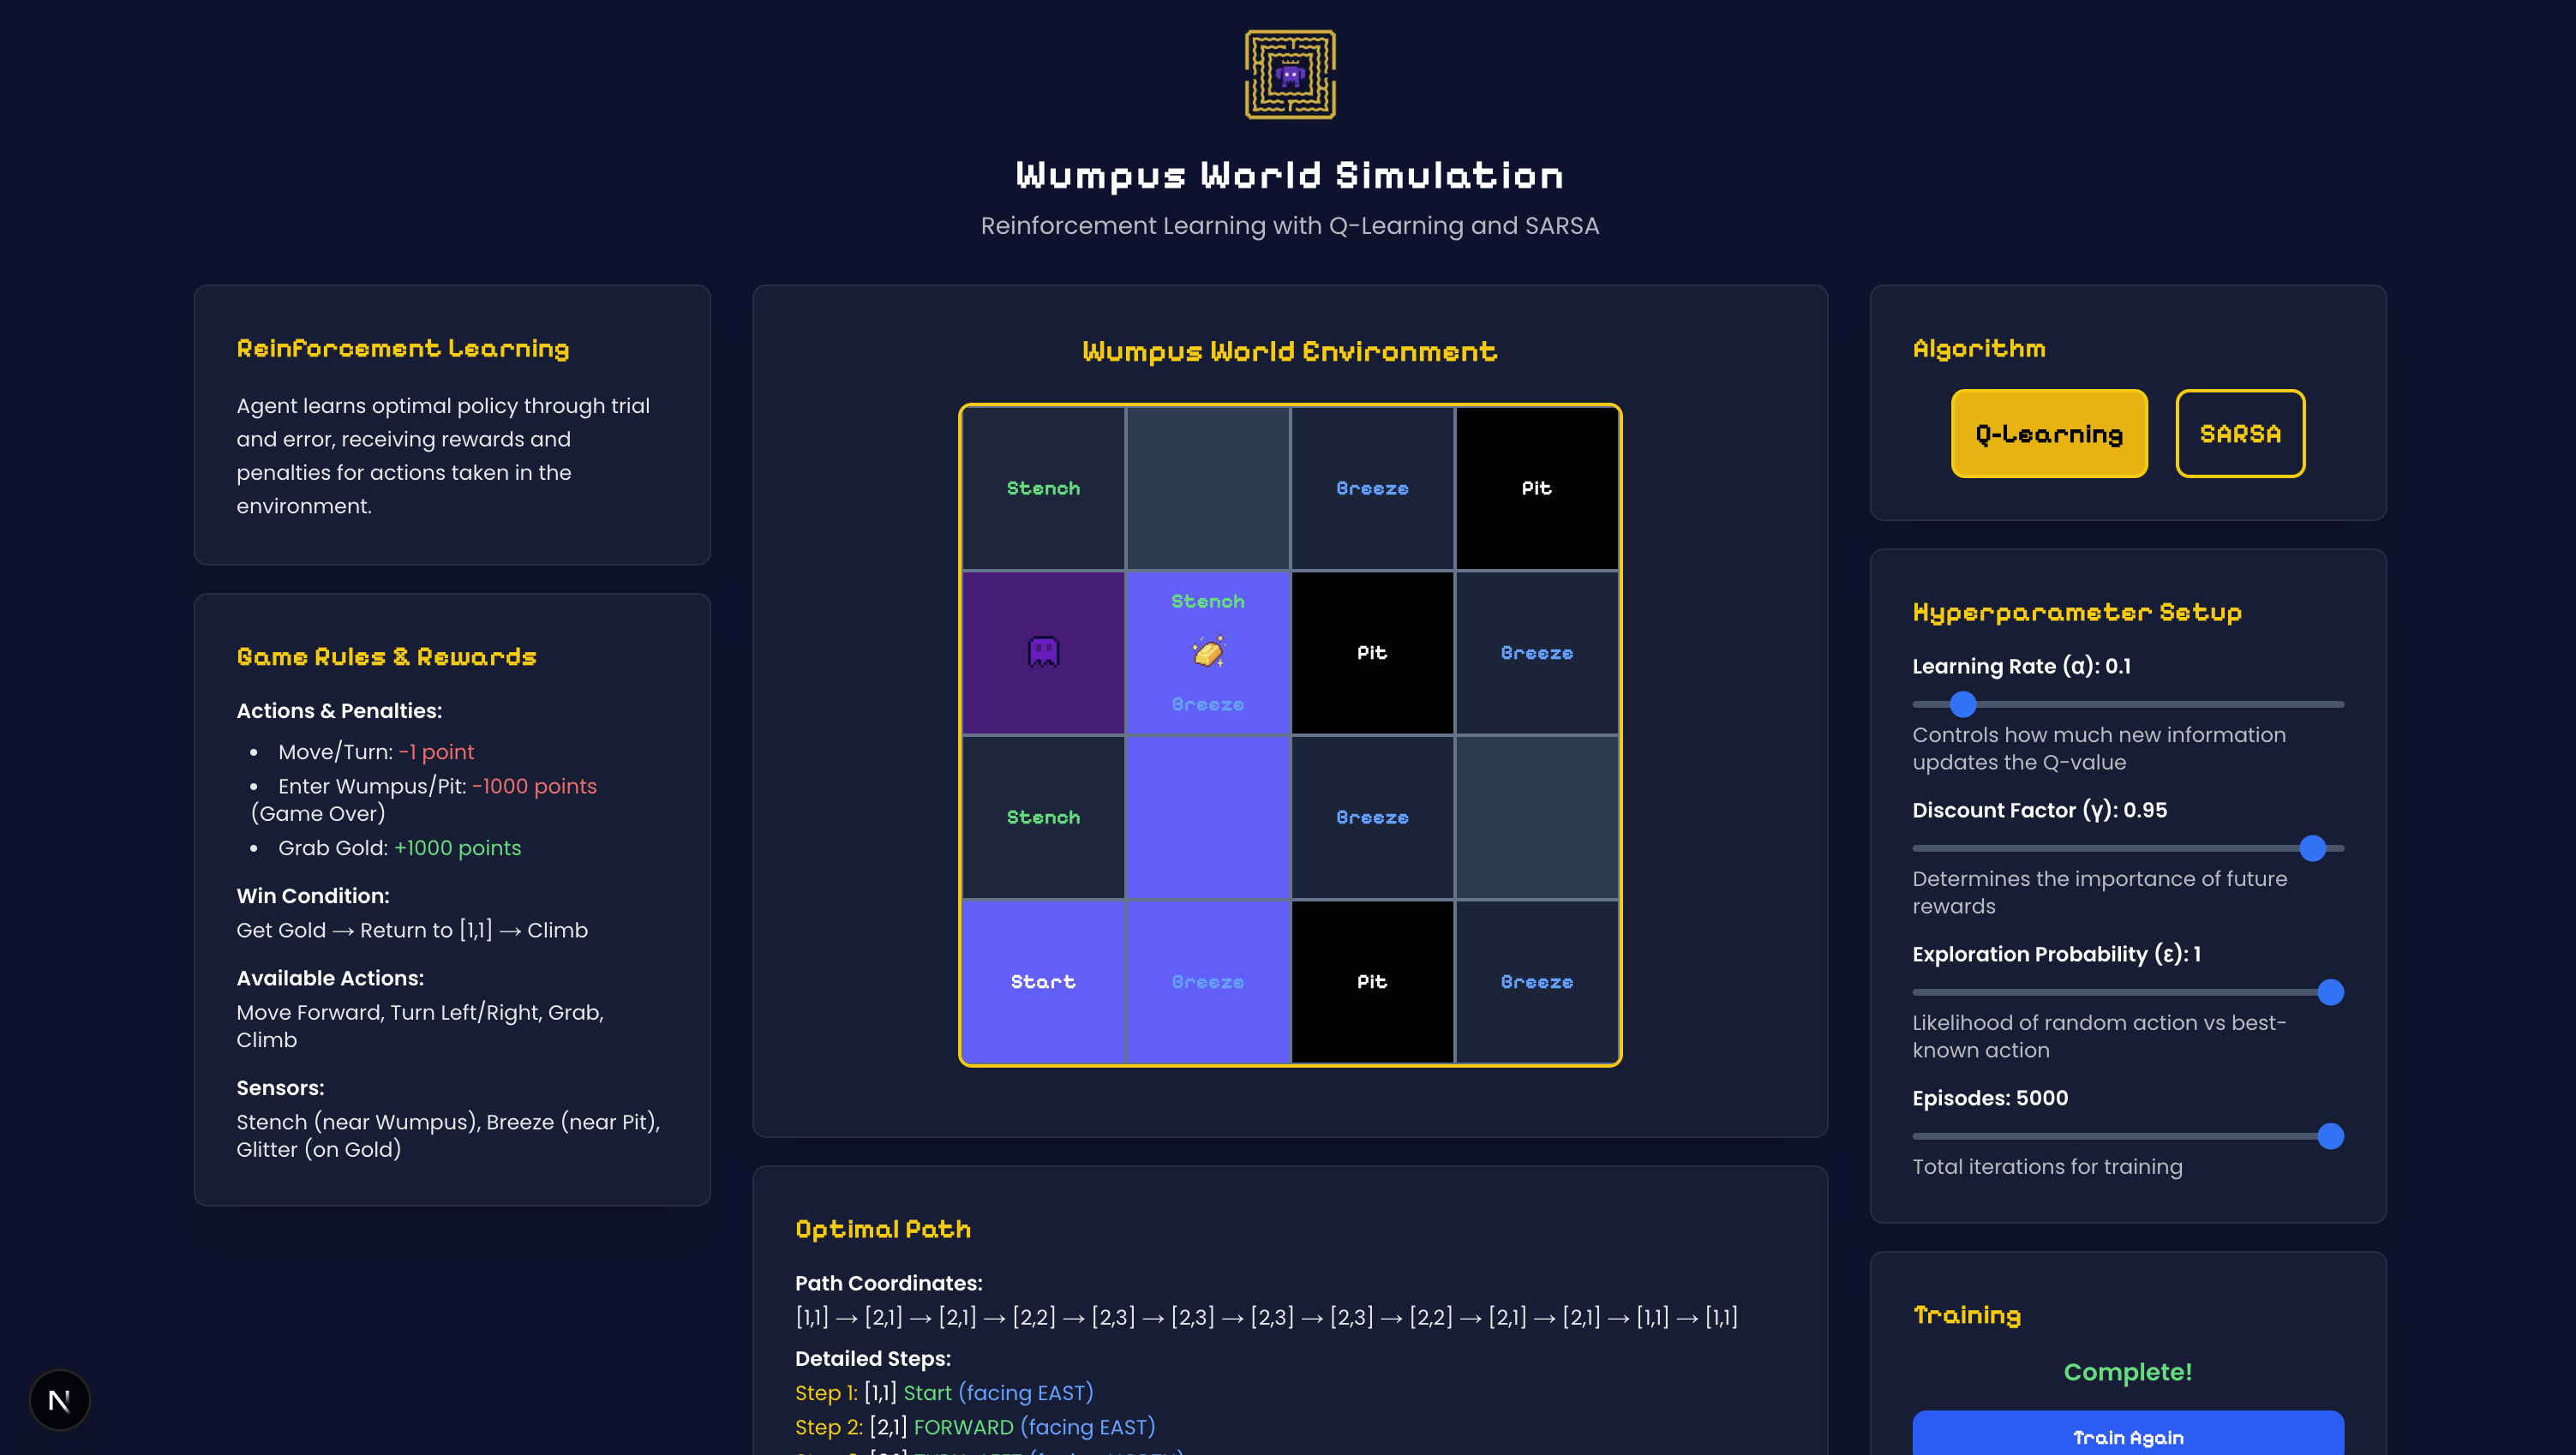 Wumpus World Simulation
Reinforcement Learning with Q-Learning and SARSA
Reinforcement Learning
Agent learns optimal policy through trial
and error, receiving rewards and
penalties for actions taken in the
environment.
Game Rules & Rewards
Actions & Penalties:
• Move/Turn: -1 point
• Enter Wumpus/Pit: -1000 points
(Game Over)
• Grab Gold: +1000 points
Win Condition:
Get Gold → Return to [1,1] → Climb
Available Actions:
Move Forward, Turn Left/Right, Grab,
Climb
Sensors:
Stench (near Wumpus), Breeze (near Pit),
Glitter (on Gold)
Wumpus World Environment
Stench
Breeze
Pit
Stench
Breeze
Pit
Breeze
Stench
Breeze
Start
Breeze
Pit
Breeze
Optimal Path
Path Coordinates:
[1,1] → [2,1] → [2,1] → [2,2] → [2,3] → [2,3] → [2,3] → [2,3] → [2,2] → [2,1] → [2,1] → [1,1] → [1,1]
Detailed Steps:
Step 1: [1,1] Start (facing EAST)
Step 2: [2,1] FORWARD (facing EAST)
Algorithm
Q-Learning
SARSA
Hyperparameter Setup
Learning Rate (α): 0.1
Controls how much new information
updates the Q-value
Discount Factor (γ): 0.95
Determines the importance of future
rewards
Exploration Probability (ε): 1
Likelihood of random action vs best-
known action
Episodes: 5000
Total iterations for training
Training
Complete!
Train Again
N